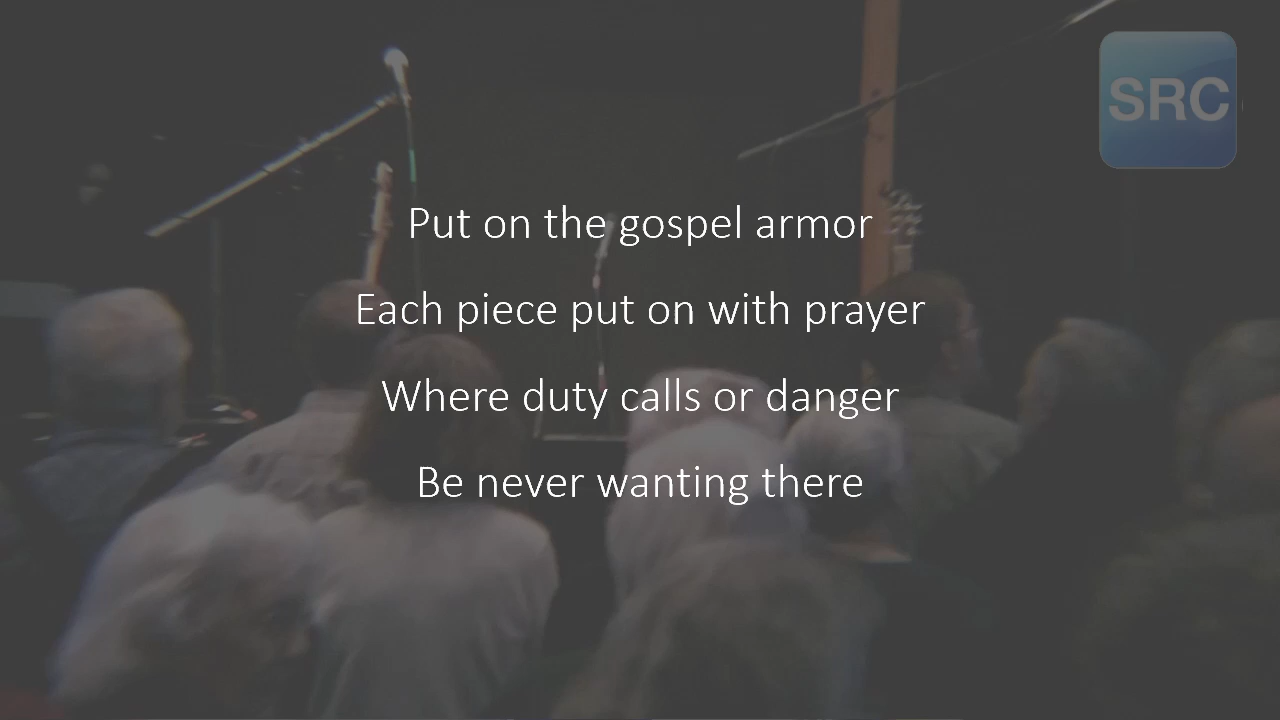 SRC
Put on the gospel armor
Each piece put on with prayer
Where duty calls or danger
Be never wanting there